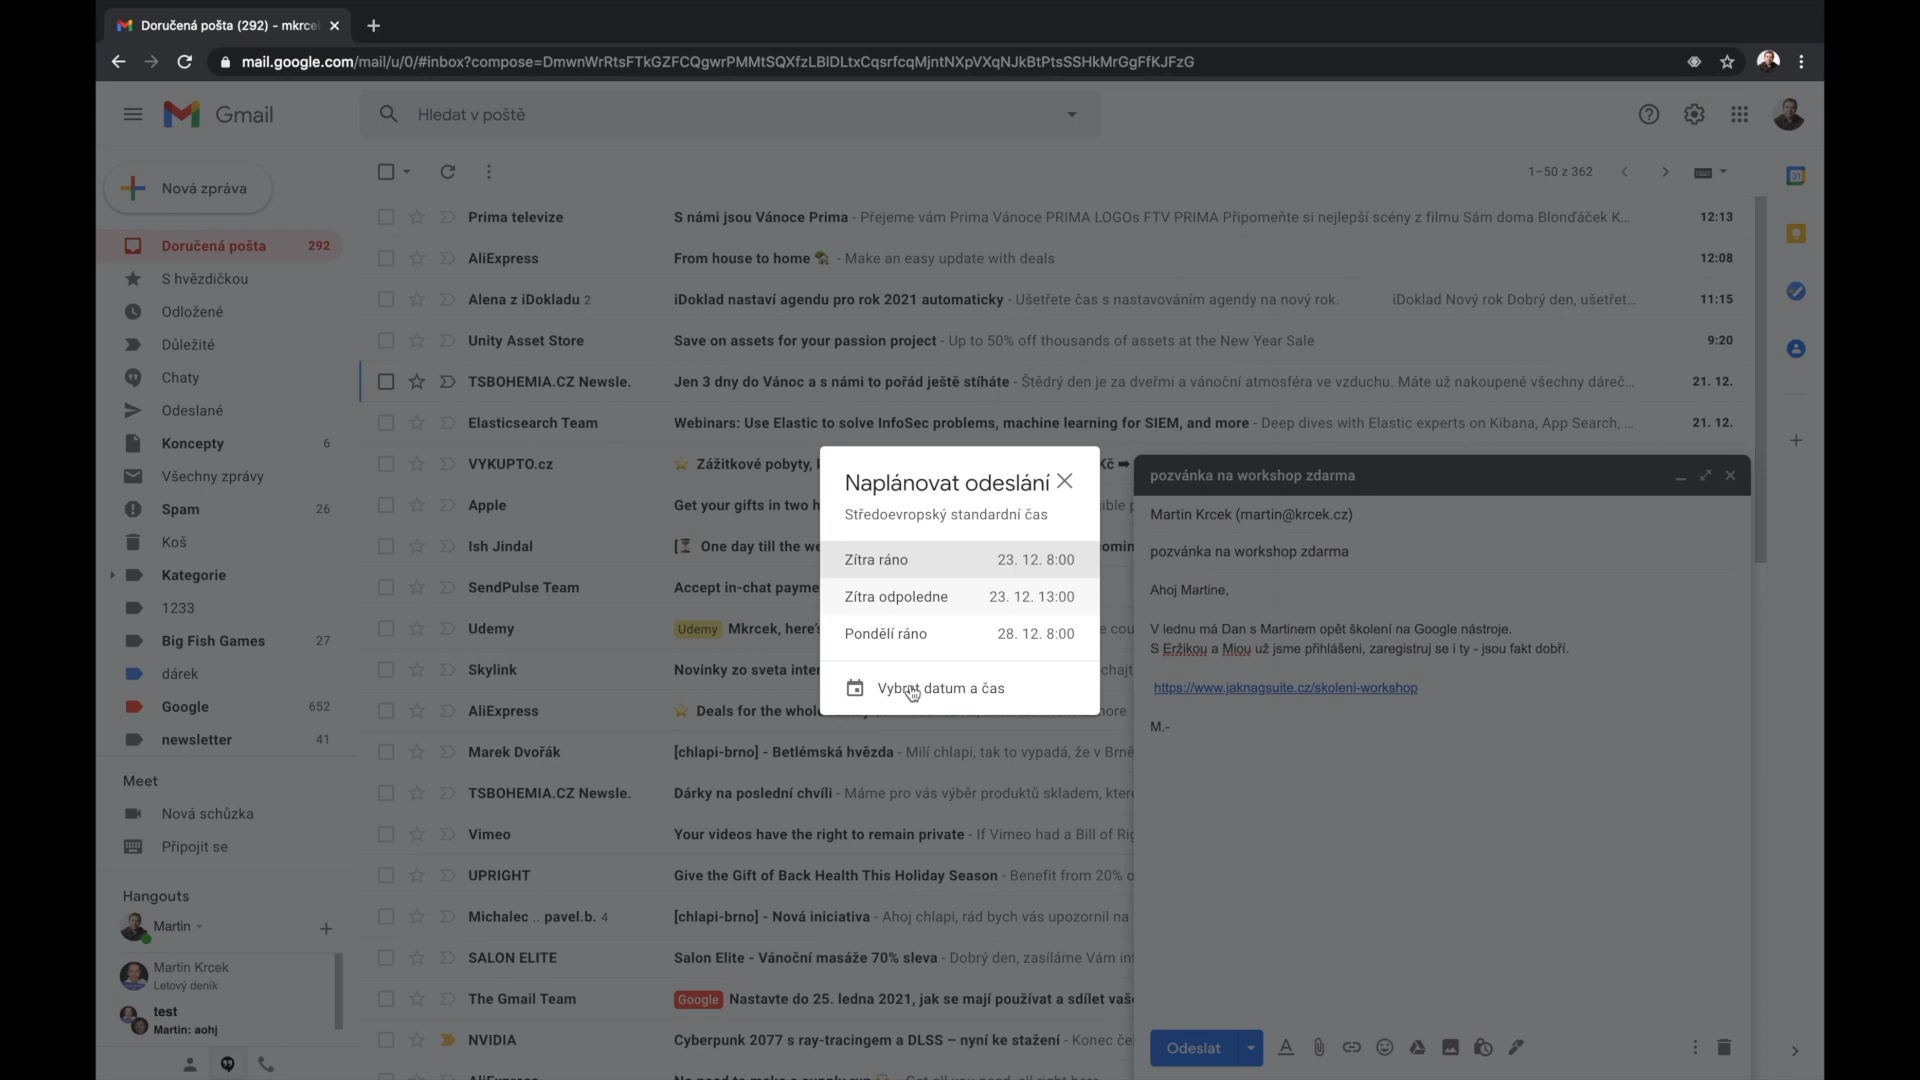 Doručená pošta (292) - mkrce
mail.google.com/mail/u/0/#inbox?compose=DmwnWrRtsFTkGZFCQgwrPMMtSQXfzLBlDLtxCqsrfcqMjntNXpVXqNJkBtPtsSSHkMrGgFfKJFzG
Gmail
Hledat v poště
Nová zpráva
1–50 z 362
31
Doručená pošta 292
S hvězdičkou
Odložené
Důležité
Chaty
Odeslané
Koncepty 6
Všechny zprávy
Spam 26
Koš
Kategorie
1233
Big Fish Games 27
dárek
Google 652
newsletter 41
Meet
Nová schůzka
Připojit se
Hangouts
Martin
Martin Krcek
Letový deník
test
Martin: aohj
Prima televize S námi jsou Vánoce Prima - Přejeme vám Prima Vánoce PRIMA LOGOs FTV PRIMA Připomeňte si nejlepší scény z filmu Sám doma Blonďáček K... 12:13
AliExpress From house to home - Make an easy update with deals 12:08
Alena z iDokladu 2 iDoklad nastaví agendu pro rok 2021 automaticky - Ušetřete čas s nastavováním agendy na nový rok. iDoklad Nový rok Dobrý den, ušetřet... 11:15
Unity Asset Store Save on assets for your passion project - Up to 50% off thousands of assets at the New Year Sale 9:20
TSBOHEMIA.CZ Newsle. Jen 3 dny do Vánoc a s námi to pořád ještě stíháte - Štědrý den je za dveřmi a vánoční atmosféra ve vzduchu. Máte už nakoupené všechny dáreč... 21. 12.
Elasticsearch Team Webinars: Use Elastic to solve InfoSec problems, machine learning for SIEM, and more - Deep dives with Elastic experts on Kibana, App Search, ... 21. 12.
VYKUPTO.cz Zážitkové pobyty, Kč
Apple Get your gifts in two
Ish Jindal One day till the
SendPulse Team Accept in-chat
Udemy Udemy Mkrcek, here's
Skylink Novinky zo sveta
AliExpress Deals for the
Marek Dvořák [chlapi-brno] - Betlémská hvězda - Milí chlapi, tak to vypadá, že v Brně
TSBOHEMIA.CZ Newsle. Dárky na poslední chvíli - Máme pro vás výběr produktů skladem,
Vimeo Your videos have the right to remain private - If Vimeo had a Bill of
UPRIGHT Give the Gift of Back Health This Holiday Season - Benefit from 20%
Michalec .. pavel.b. 4 [chlapi-brno] - Nová iniciativa - Ahoj chlapi, rád bych vás upozornil na
SALON ELITE Salon Elite - Vánoční masáže 70% sleva - Dobrý den, zasíláme Vám
The Gmail Team Google Nastavte do 25. ledna 2021, jak se mají používat a sdílet
NVIDIA Cyberpunk 2077 s ray-tracingem a DLSS – nyní ke stažení - Konec
Naplánovat odeslání
Středoevropský standardní čas
Zítra ráno 23. 12. 8:00
Zítra odpoledne 23. 12. 13:00
Pondělí ráno 28. 12. 8:00
Vybrat datum a čas
pozvánka na workshop zdarma
Martin Krcek (martin@krcek.cz)
pozvánka na workshop zdarma
Ahoj Martine,
V lednu má Dan s Martinem opět školení na Google nástroje.
S Eržikou a Miou už jsme přihlášeni, zaregistruj se i ty - jsou fakt dobří.
https://www.jaknagsuite.cz/skoleni-workshop
M.-
Odeslat